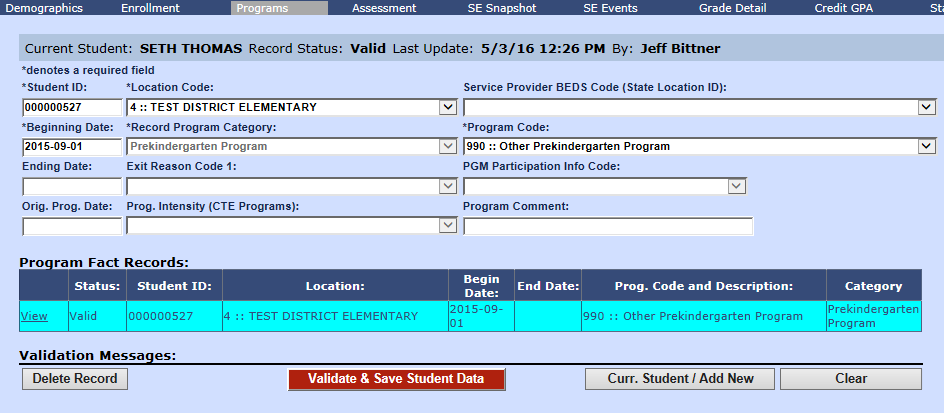 Demographics Enrollment Programs Assessment SE Snapshot SE Events Grade Detail Credit GPA Sta
Current Student: SETH THOMAS Record Status: Valid Last Update: 5/3/16 12:26 PM By: Jeff Bittner
*denotes a required field
*Student ID: *Location Code: Service Provider BEDS Code (State Location ID):
000000527 4 :: TEST DISTRICT ELEMENTARY
*Beginning Date: *Record Program Category: *Program Code:
2015-09-01 Prekindergarten Program 990 :: Other Prekindergarten Program
Ending Date: Exit Reason Code 1: PGM Participation Info Code:
Orig. Prog. Date: Prog. Intensity (CTE Programs): Program Comment:
Program Fact Records:
Status: Student ID: Location: Begin Date: End Date: Prog. Code and Description: Category
View Valid 000000527 4 :: TEST DISTRICT ELEMENTARY 2015-09-01 990 :: Other Prekindergarten Program Prekindergarten Program
Validation Messages:
Delete Record Validate & Save Student Data Curr. Student / Add New Clear